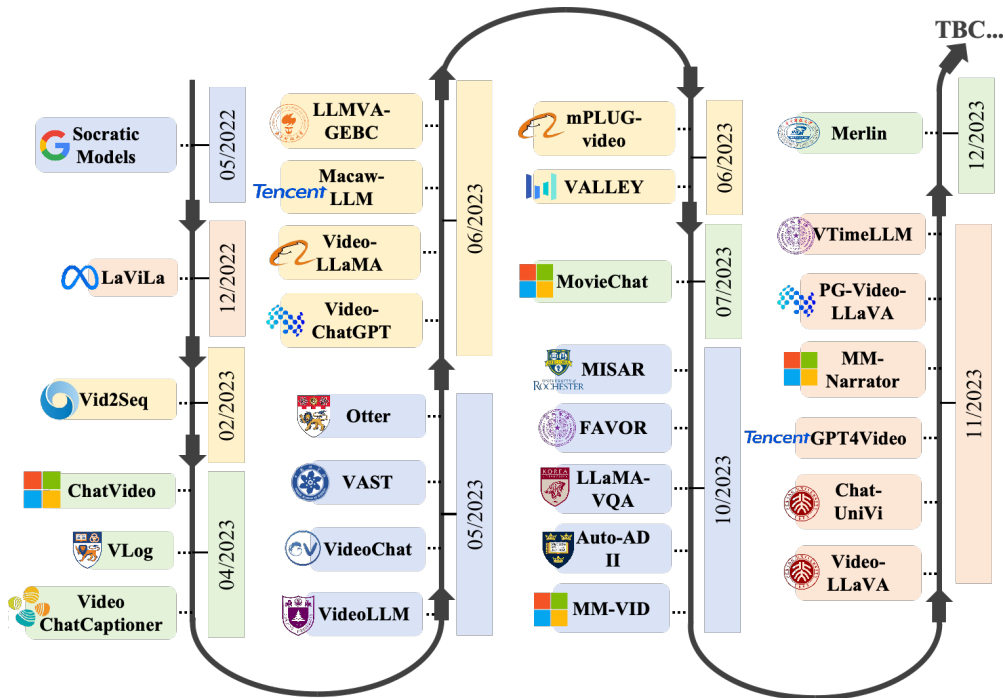 TBC...
Socratic
Models
05/2022
LaViLa
12/2022
Vid2Seq
02/2023
ChatVideo
VLog
Video
ChatCaptioner
04/2023
LLMVA-
GEBC
Tencent
Macaw-
LLM
Video-
LLaMA
Video-
ChatGPT
06/2023
Otter
VAST
VideoChat
VideoLLM
05/2023
mPLUG-
video
VALLEY
06/2023
MovieChat
07/2023
UNIVERSITY of
ROCHESTER
MISAR
FAVOR
KOREA
LLaMA-
VQA
Auto-AD
II
MM-VID
10/2023
Merlin
12/2023
VTimeLLM
PG-Video-
LLaVA
MM-
Narrator
Tencent
GPT4Video
Chat-
UniVi
Video-
LLaVA
11/2023